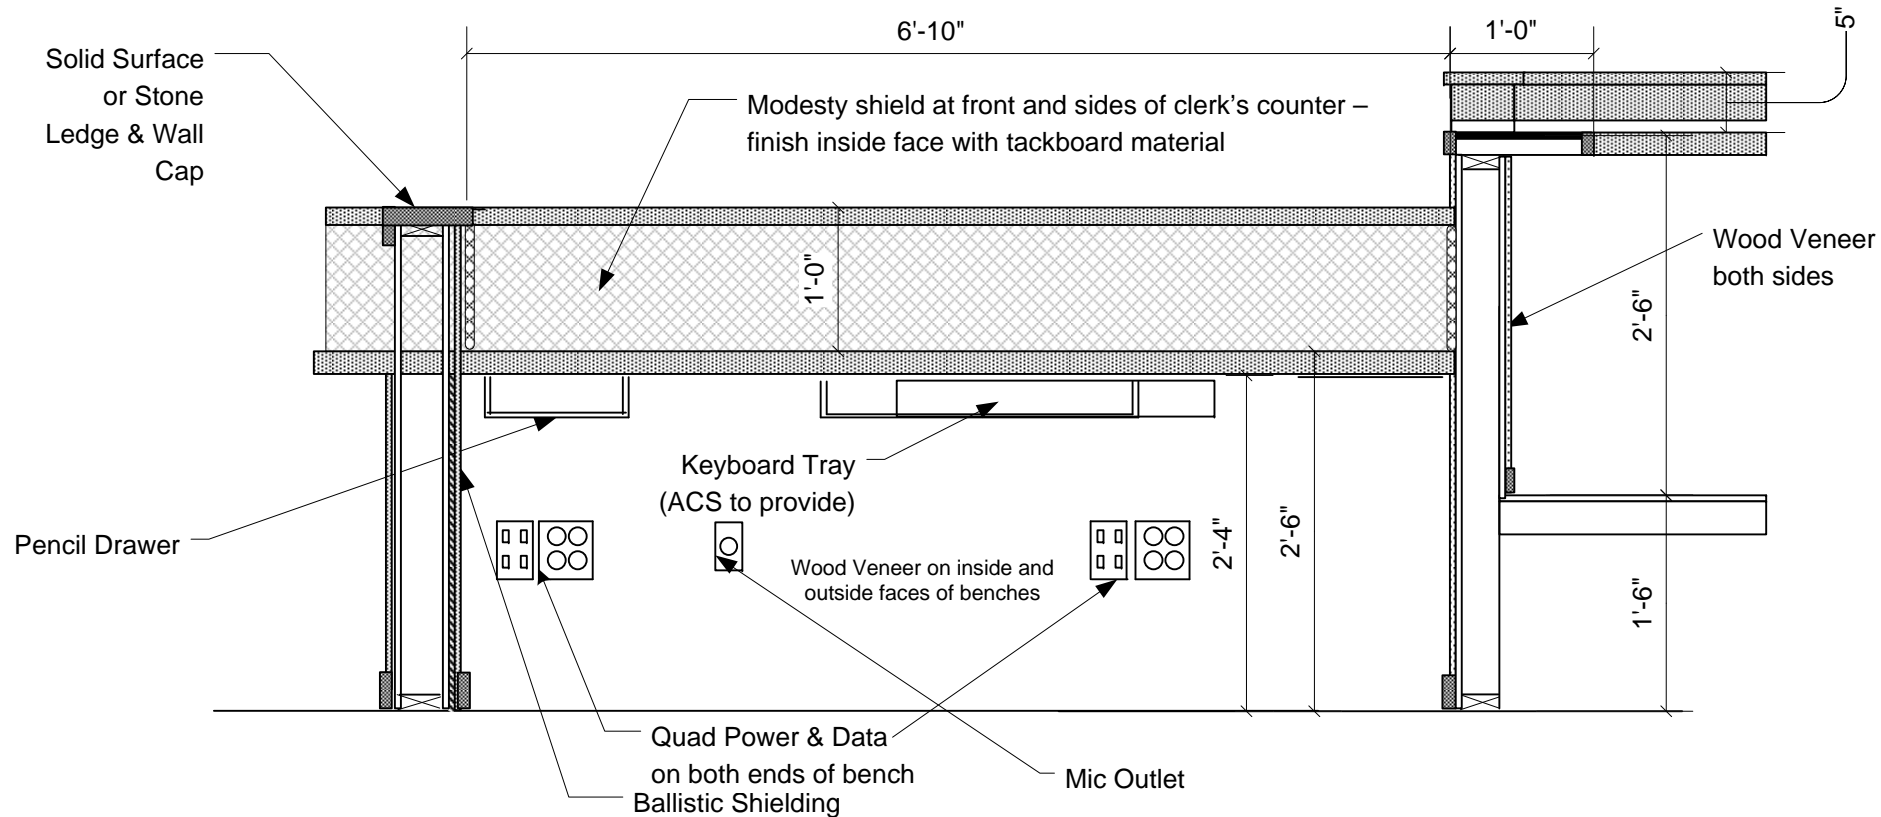 6'-10"
1'-0"
5"
Solid Surface
or Stone
Ledge & Wall
Cap
Modesty shield at front and sides of clerk’s counter –
finish inside face with tackboard material
1'-0"
Wood Veneer
both sides
2'-6"
Keyboard Tray
(ACS to provide)
Pencil Drawer
2'-4"
2'-6"
Wood Veneer on inside and
outside faces of benches
1'-6"
Quad Power & Data
on both ends of bench
Mic Outlet
Ballistic Shielding